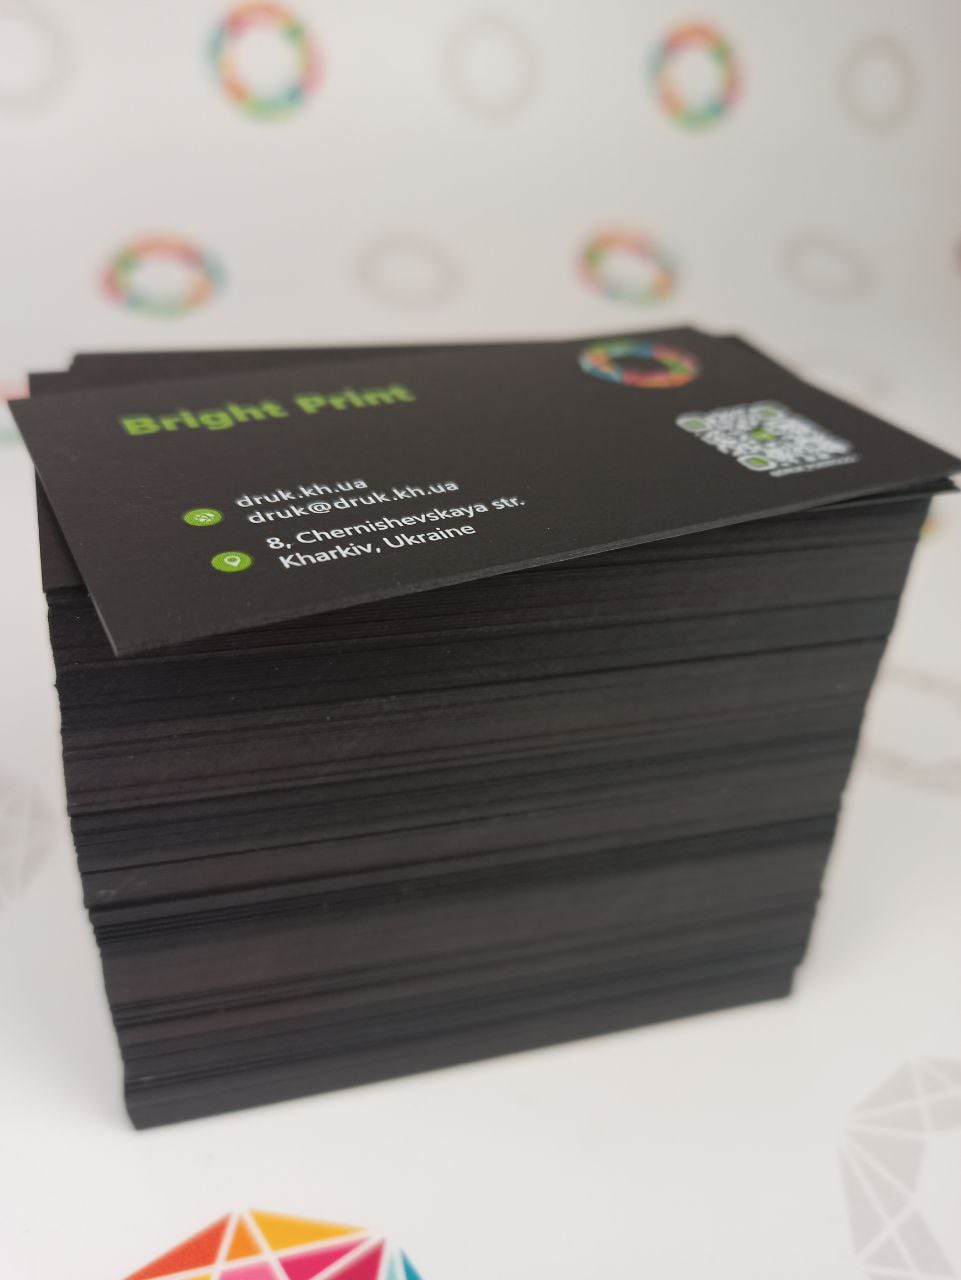 Bright Print
druk.kh.ua
druk@druk.kh.ua
8, Chernishevskaya str.
Kharkiv, Ukraine